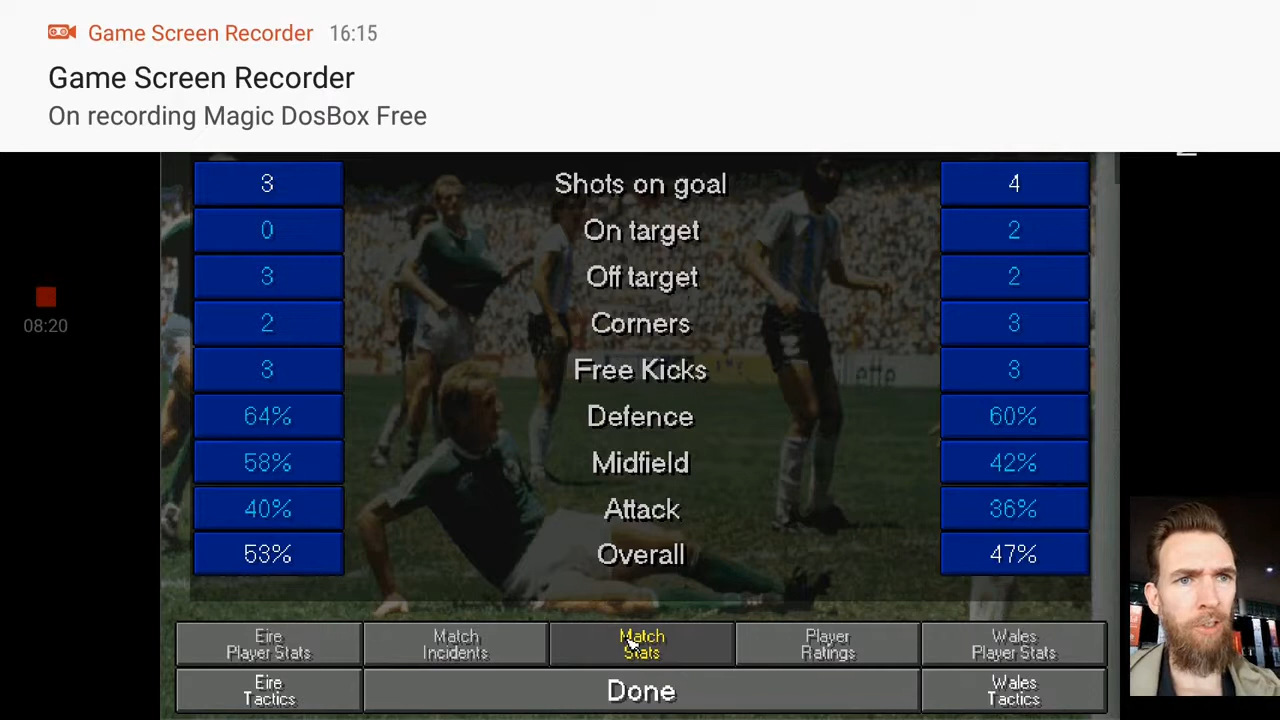 Game Screen Recorder 16:15
Game Screen Recorder
On recording Magic DosBox Free
3 Shots on goal 4
0 On target 2
3 Off target 2
2 Corners 3
3 Free Kicks 3
64% Defence 60%
58% Midfield 42%
40% Attack 36%
53% Overall 47%
08:20
Eire Player Stats
Match Incidents
Match Stats
Player Ratings
Wales Player Stats
Eire Tactics
Done
Wales Tactics